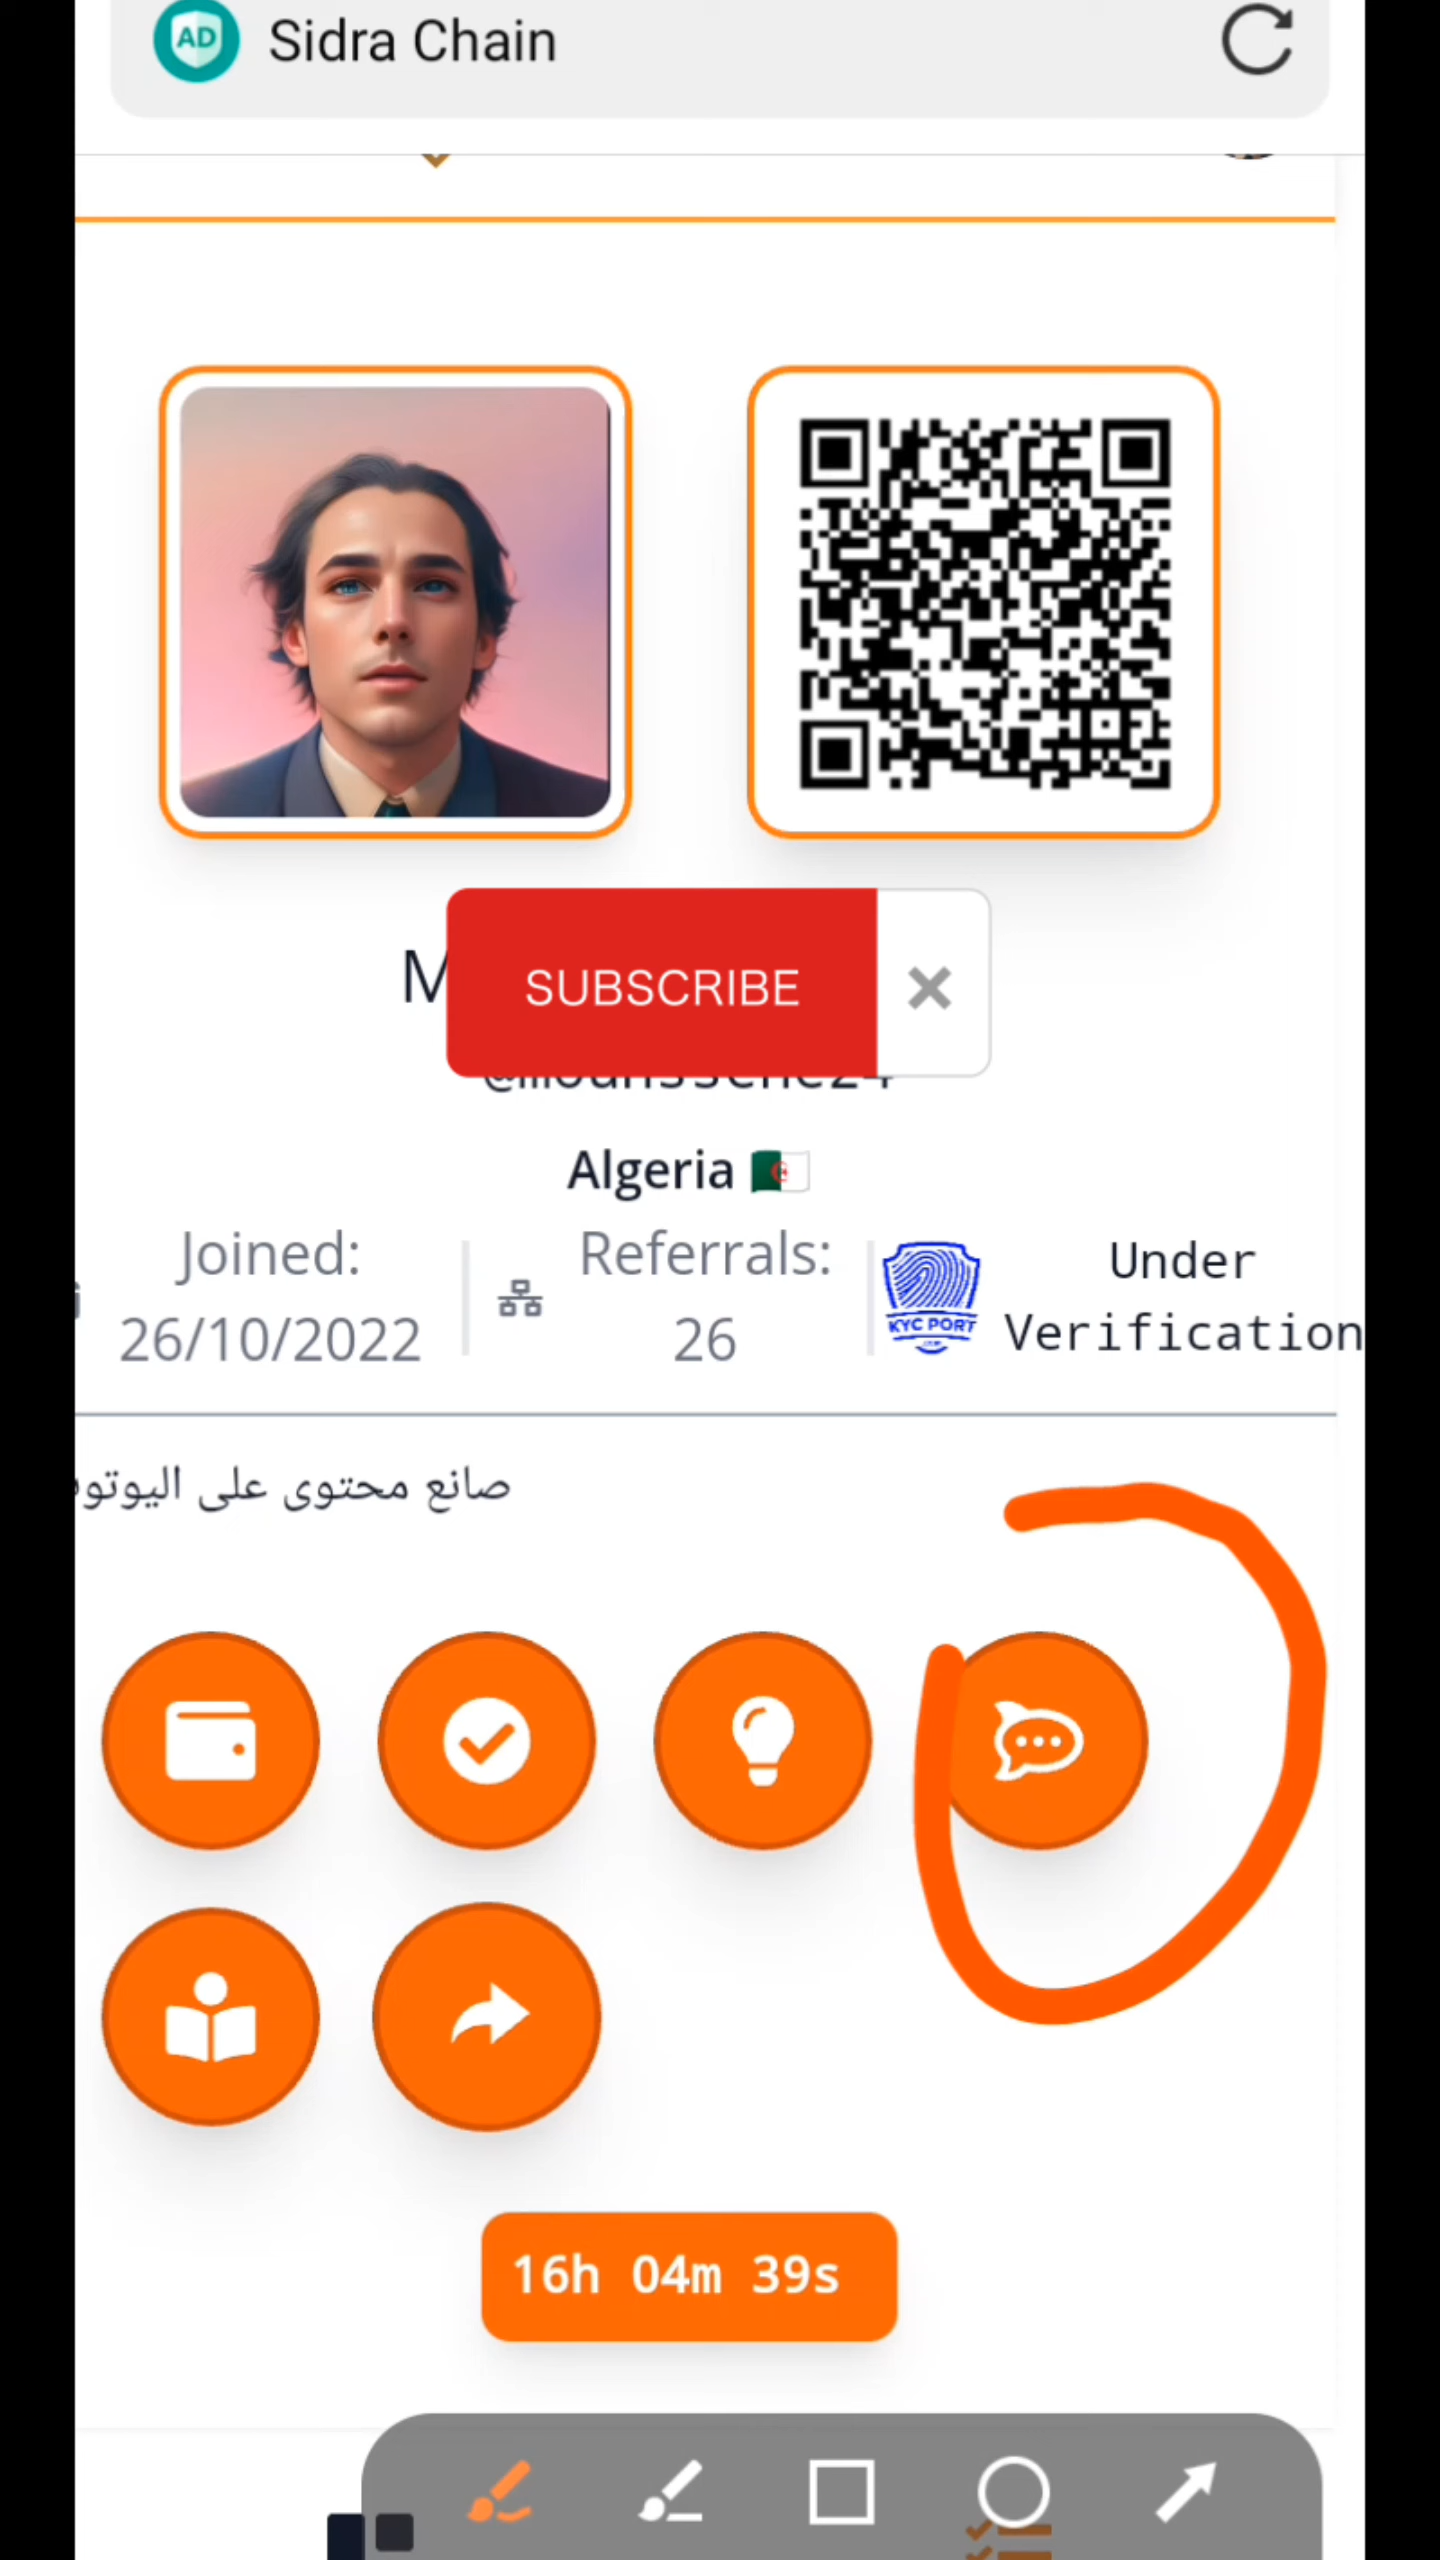 AD Sidra Chain
SUBSCRIBE
Algeria
Joined:
26/10/2022
Referrals:
26
KYC PORT
Under
Verification
صانع محتوى على
16h 04m 39s